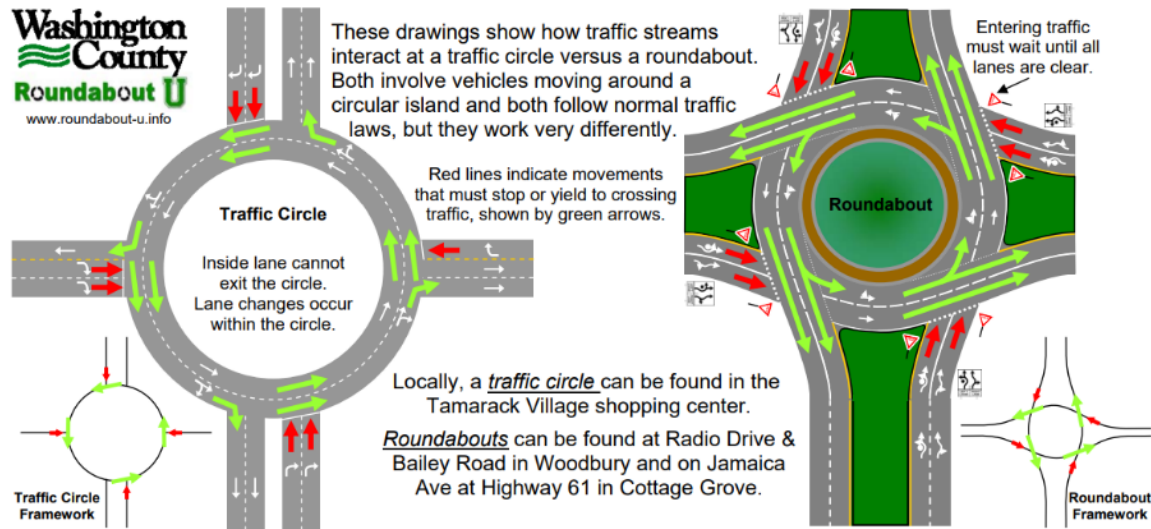 Washington
County
Roundabout U
www.roundabout-u.info
These drawings show how traffic streams
interact at a traffic circle versus a roundabout.
Both involve vehicles moving around a
circular island and both follow normal traffic
laws, but they work very differently.
Red lines indicate movements
that must stop or yield to crossing
traffic, shown by green arrows.
Entering traffic
must wait until all
lanes are clear.
Traffic Circle
Inside lane cannot
exit the circle.
Lane changes occur
within the circle.
Roundabout
Locally, a traffic circle can be found in the
Tamarack Village shopping center.
Roundabouts can be found at Radio Drive &
Bailey Road in Woodbury and on Jamaica
Ave at Highway 61 in Cottage Grove.
Traffic Circle
Framework
Roundabout
Framework